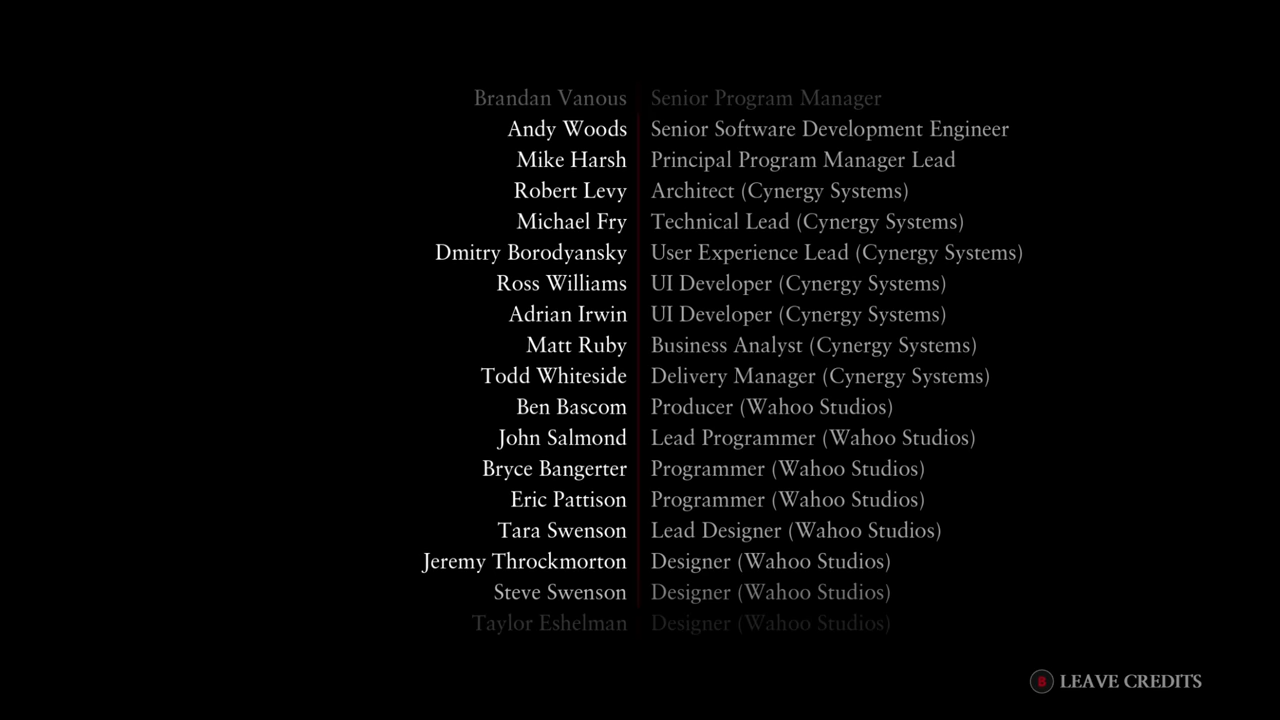 Brandan Vanous Senior Program Manager
Andy Woods Senior Software Development Engineer
Mike Harsh Principal Program Manager Lead
Robert Levy Architect (Cynergy Systems)
Michael Fry Technical Lead (Cynergy Systems)
Dmitry Borodyansky User Experience Lead (Cynergy Systems)
Ross Williams UI Developer (Cynergy Systems)
Adrian Irwin UI Developer (Cynergy Systems)
Matt Ruby Business Analyst (Cynergy Systems)
Todd Whiteside Delivery Manager (Cynergy Systems)
Ben Bascom Producer (Wahoo Studios)
John Salmond Lead Programmer (Wahoo Studios)
Bryce Bangerter Programmer (Wahoo Studios)
Eric Pattison Programmer (Wahoo Studios)
Tara Swenson Lead Designer (Wahoo Studios)
Jeremy Throckmorton Designer (Wahoo Studios)
Steve Swenson Designer (Wahoo Studios)
Taylor Eshelman Designer (Wahoo Studios)
B LEAVE CREDITS